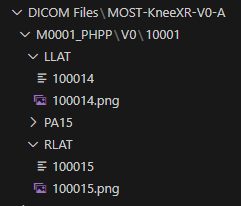 DICOM Files\MOST-KneeXR-V0-A
M0001_PHPP\V0\10001
LLAT
100014
100014.png
PA15
RLAT
100015
100015.png